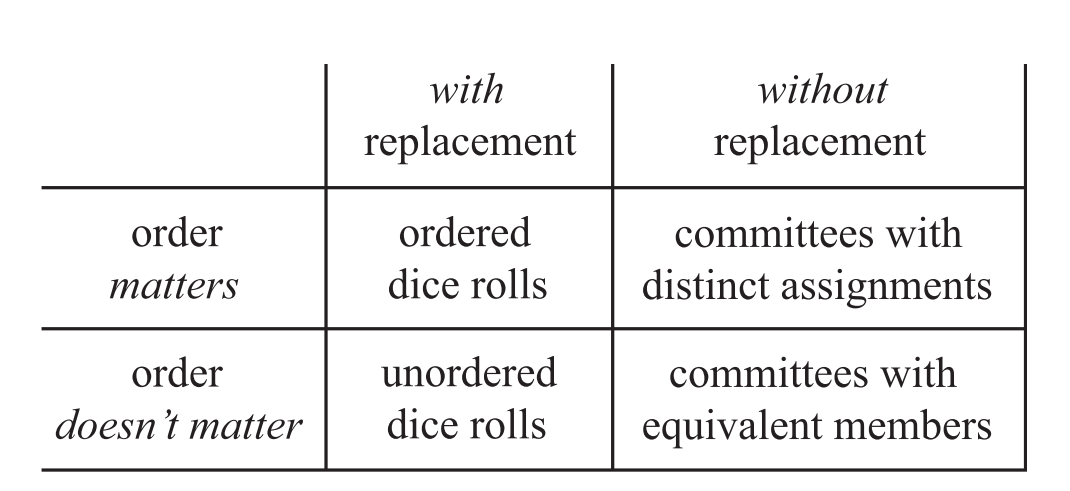 with without
replacement replacement
order ordered committees with
matters dice rolls distinct assignments
order unordered committees with
doesn’t matter dice rolls equivalent members